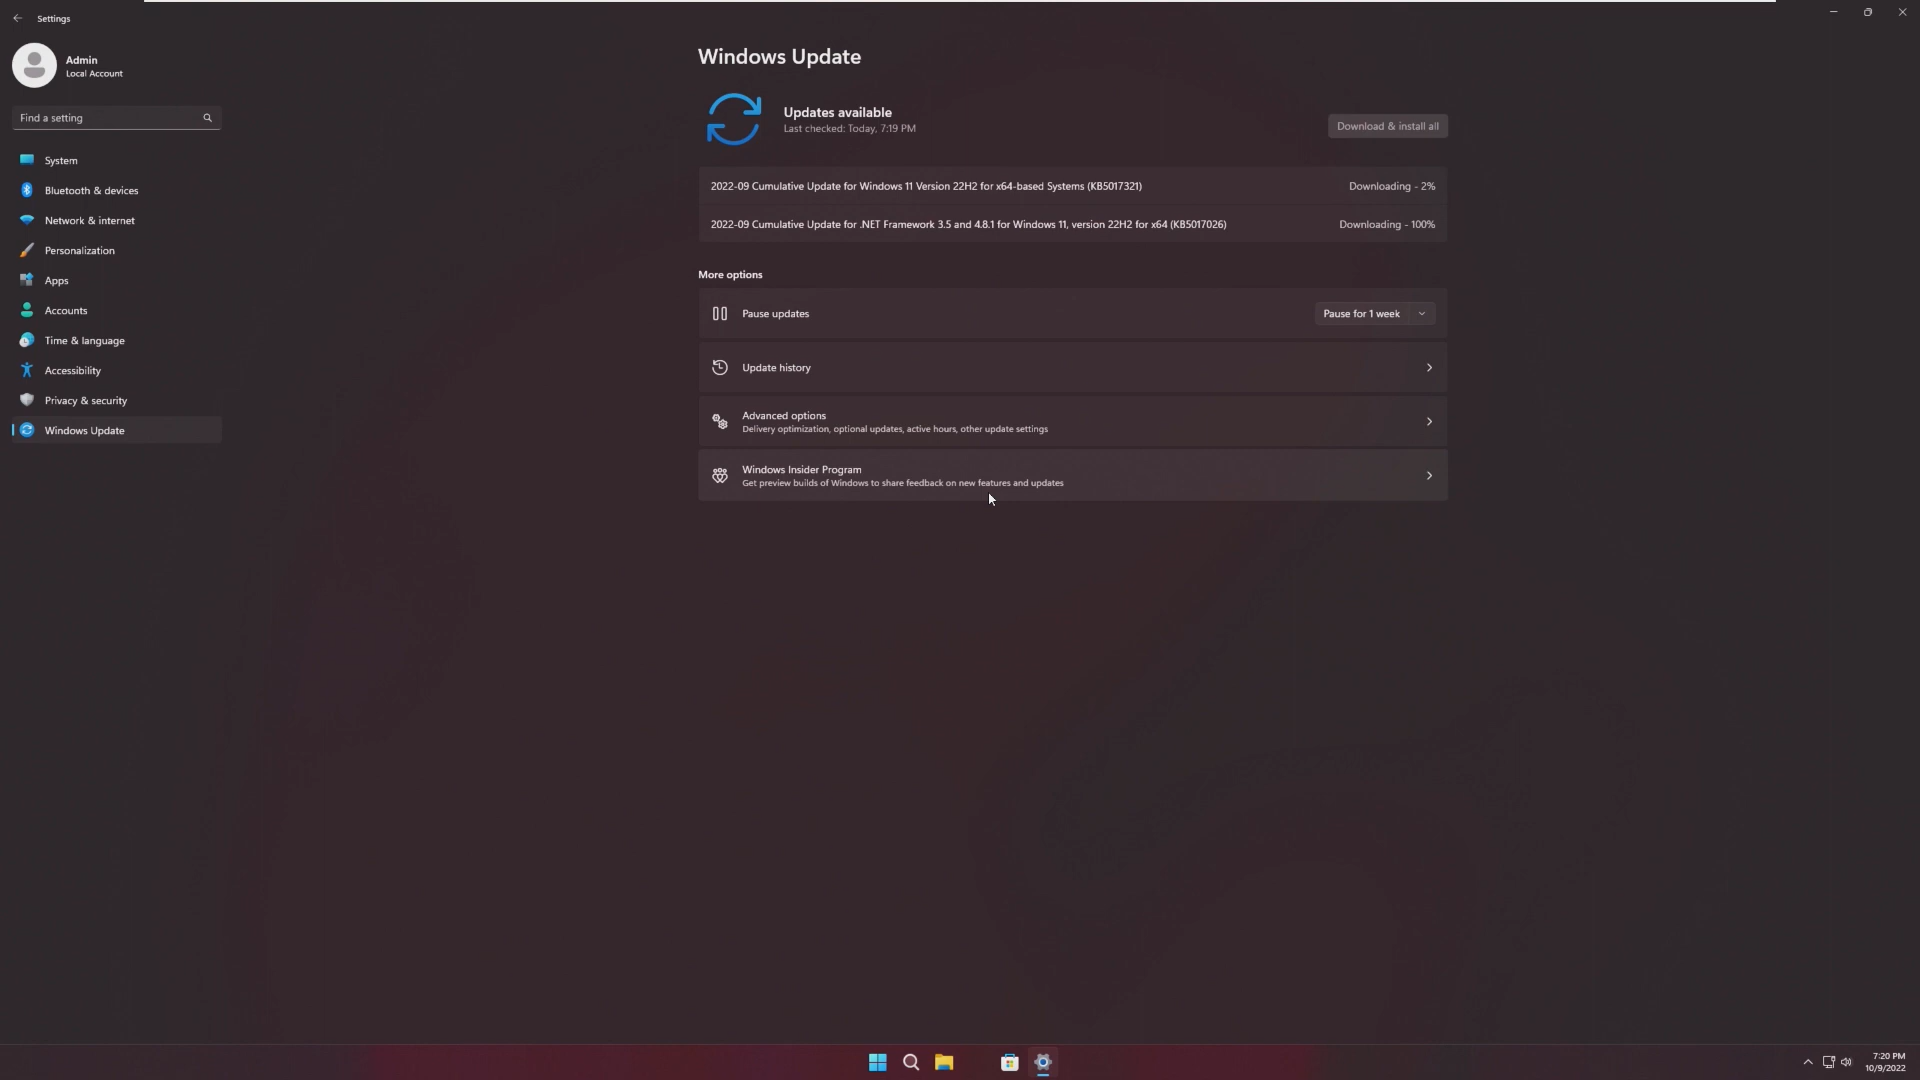 Settings
Admin
Local Account
Find a setting
System
Bluetooth & devices
Network & internet
Personalization
Apps
Accounts
Time & language
Accessibility
Privacy & security
Windows Update
Windows Update
Updates available
Last checked: Today, 7:19 PM
Download & install all
2022-09 Cumulative Update for Windows 11 Version 22H2 for x64-based Systems (KB5017321)
Downloading - 2%
2022-09 Cumulative Update for .NET Framework 3.5 and 4.8.1 for Windows 11, version 22H2 for x64 (KB5017026)
Downloading - 100%
More options
Pause updates
Pause for 1 week
Update history
Advanced options
Delivery optimization, optional updates, active hours, other update settings
Windows Insider Program
Get preview builds of Windows to share feedback on new features and updates
7:20 PM
10/9/2022